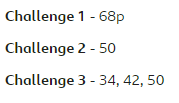 Challenge 1 - 68p
Challenge 2 - 50
Challenge 3 - 34, 42, 50